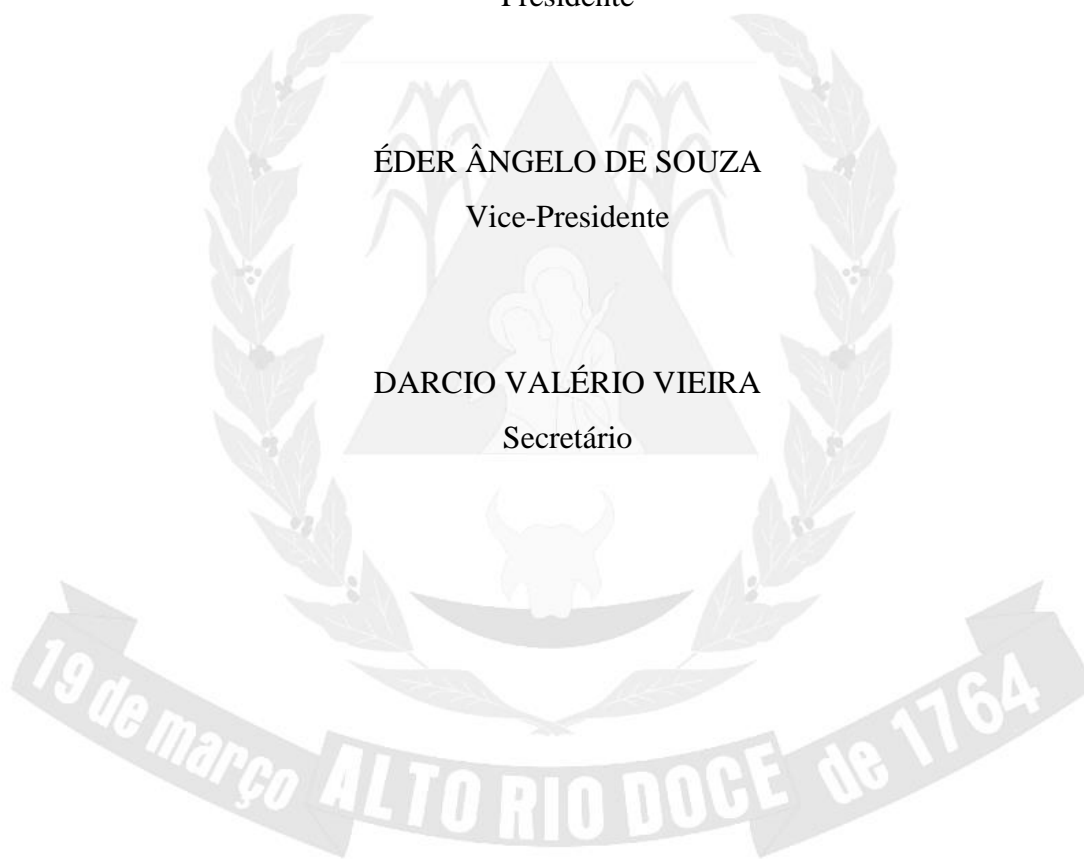 Presidente
ÉDER ÂNGELO DE SOUZA
Vice-Presidente
DARCIO VALÉRIO VIEIRA
Secretário
19 de março ALTO RIO DOCE de 1764